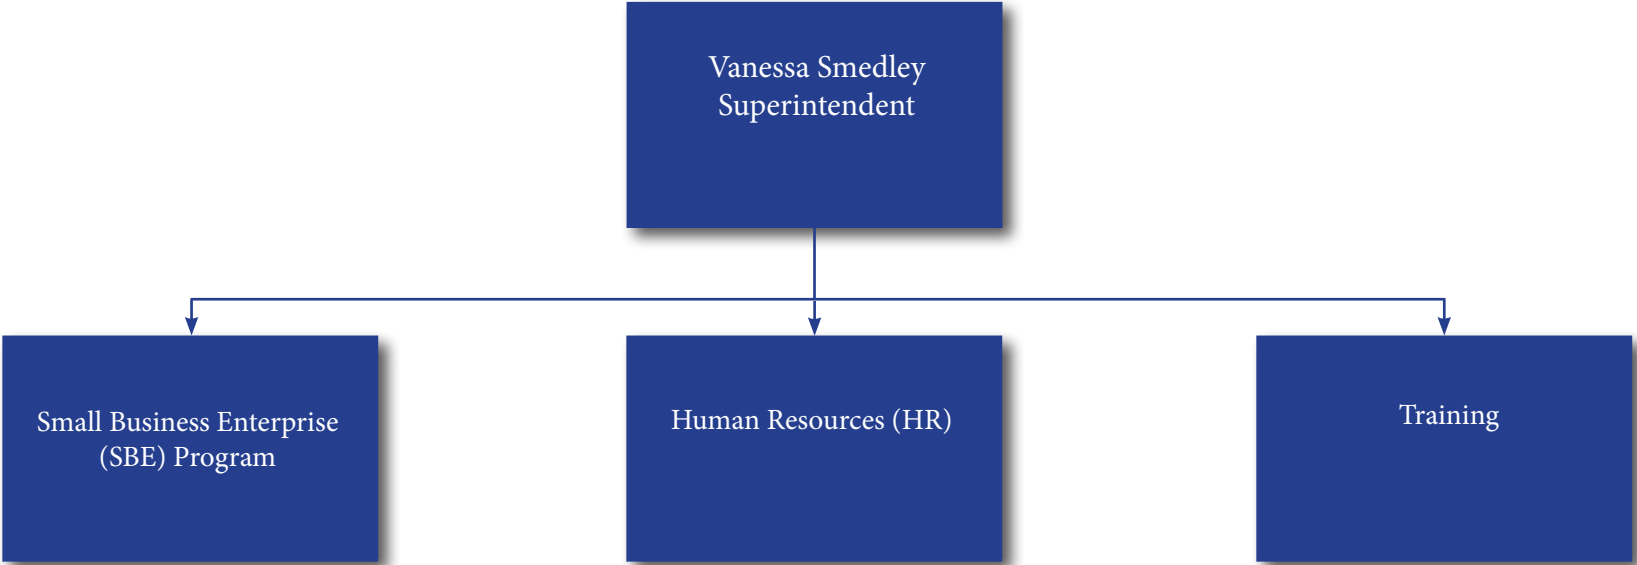 Vanessa Smedley
Superintendent
Small Business Enterprise
(SBE) Program
Human Resources (HR)
Training